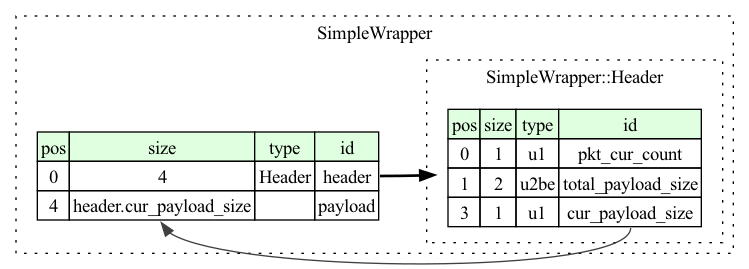 SimpleWrapper
SimpleWrapper::Header
pos size type id
0 4 Header header
4 header.cur_payload_size payload
pos size type id
0 1 u1 pkt_cur_count
1 2 u2be total_payload_size
3 1 u1 cur_payload_size